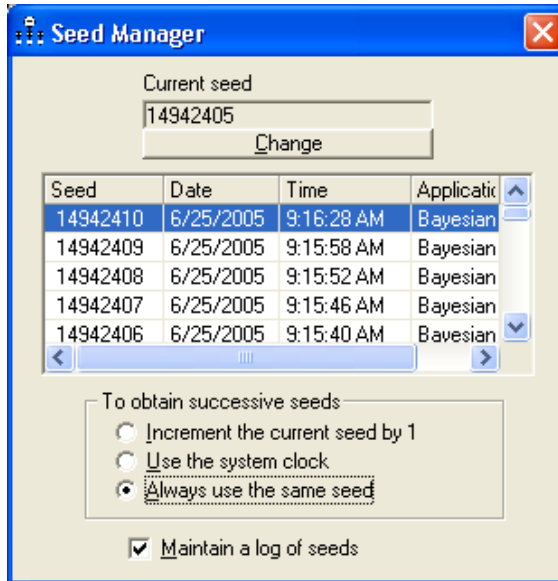 Seed Manager
Current seed
14942405
Change
Seed Date Time Applicatic
14942410 6/25/2005 9:16:28 AM Bayesian
14942409 6/25/2005 9:15:58 AM Bayesian
14942408 6/25/2005 9:15:52 AM Bayesian
14942407 6/25/2005 9:15:46 AM Bayesian
14942406 6/25/2005 9:15:40 AM Bayesian
To obtain successive seeds
Increment the current seed by 1
Use the system clock
Always use the same seed
Maintain a log of seeds